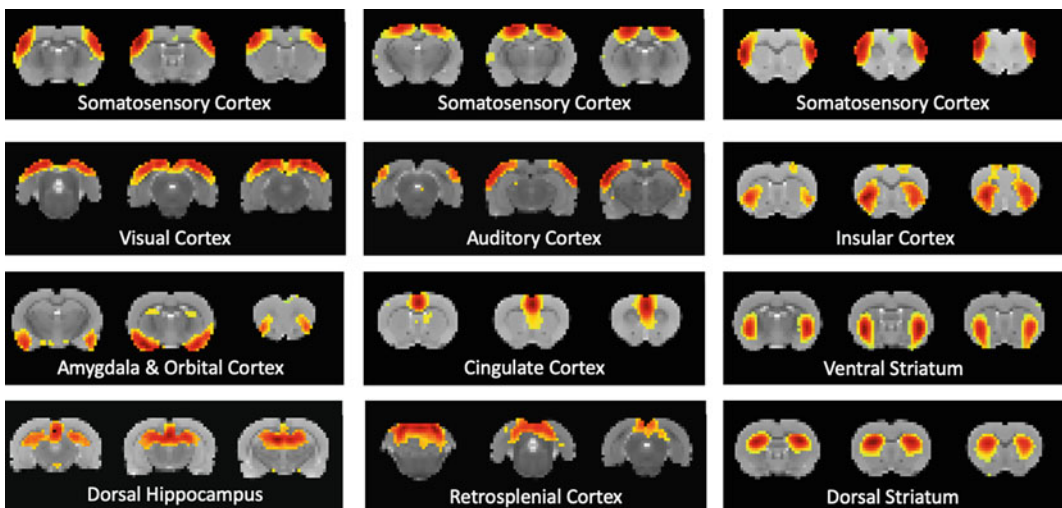 Somatosensory Cortex
Somatosensory Cortex
Somatosensory Cortex
Visual Cortex
Auditory Cortex
Insular Cortex
Amygdala & Orbital Cortex
Cingulate Cortex
Ventral Striatum
Dorsal Hippocampus
Retrosplenial Cortex
Dorsal Striatum